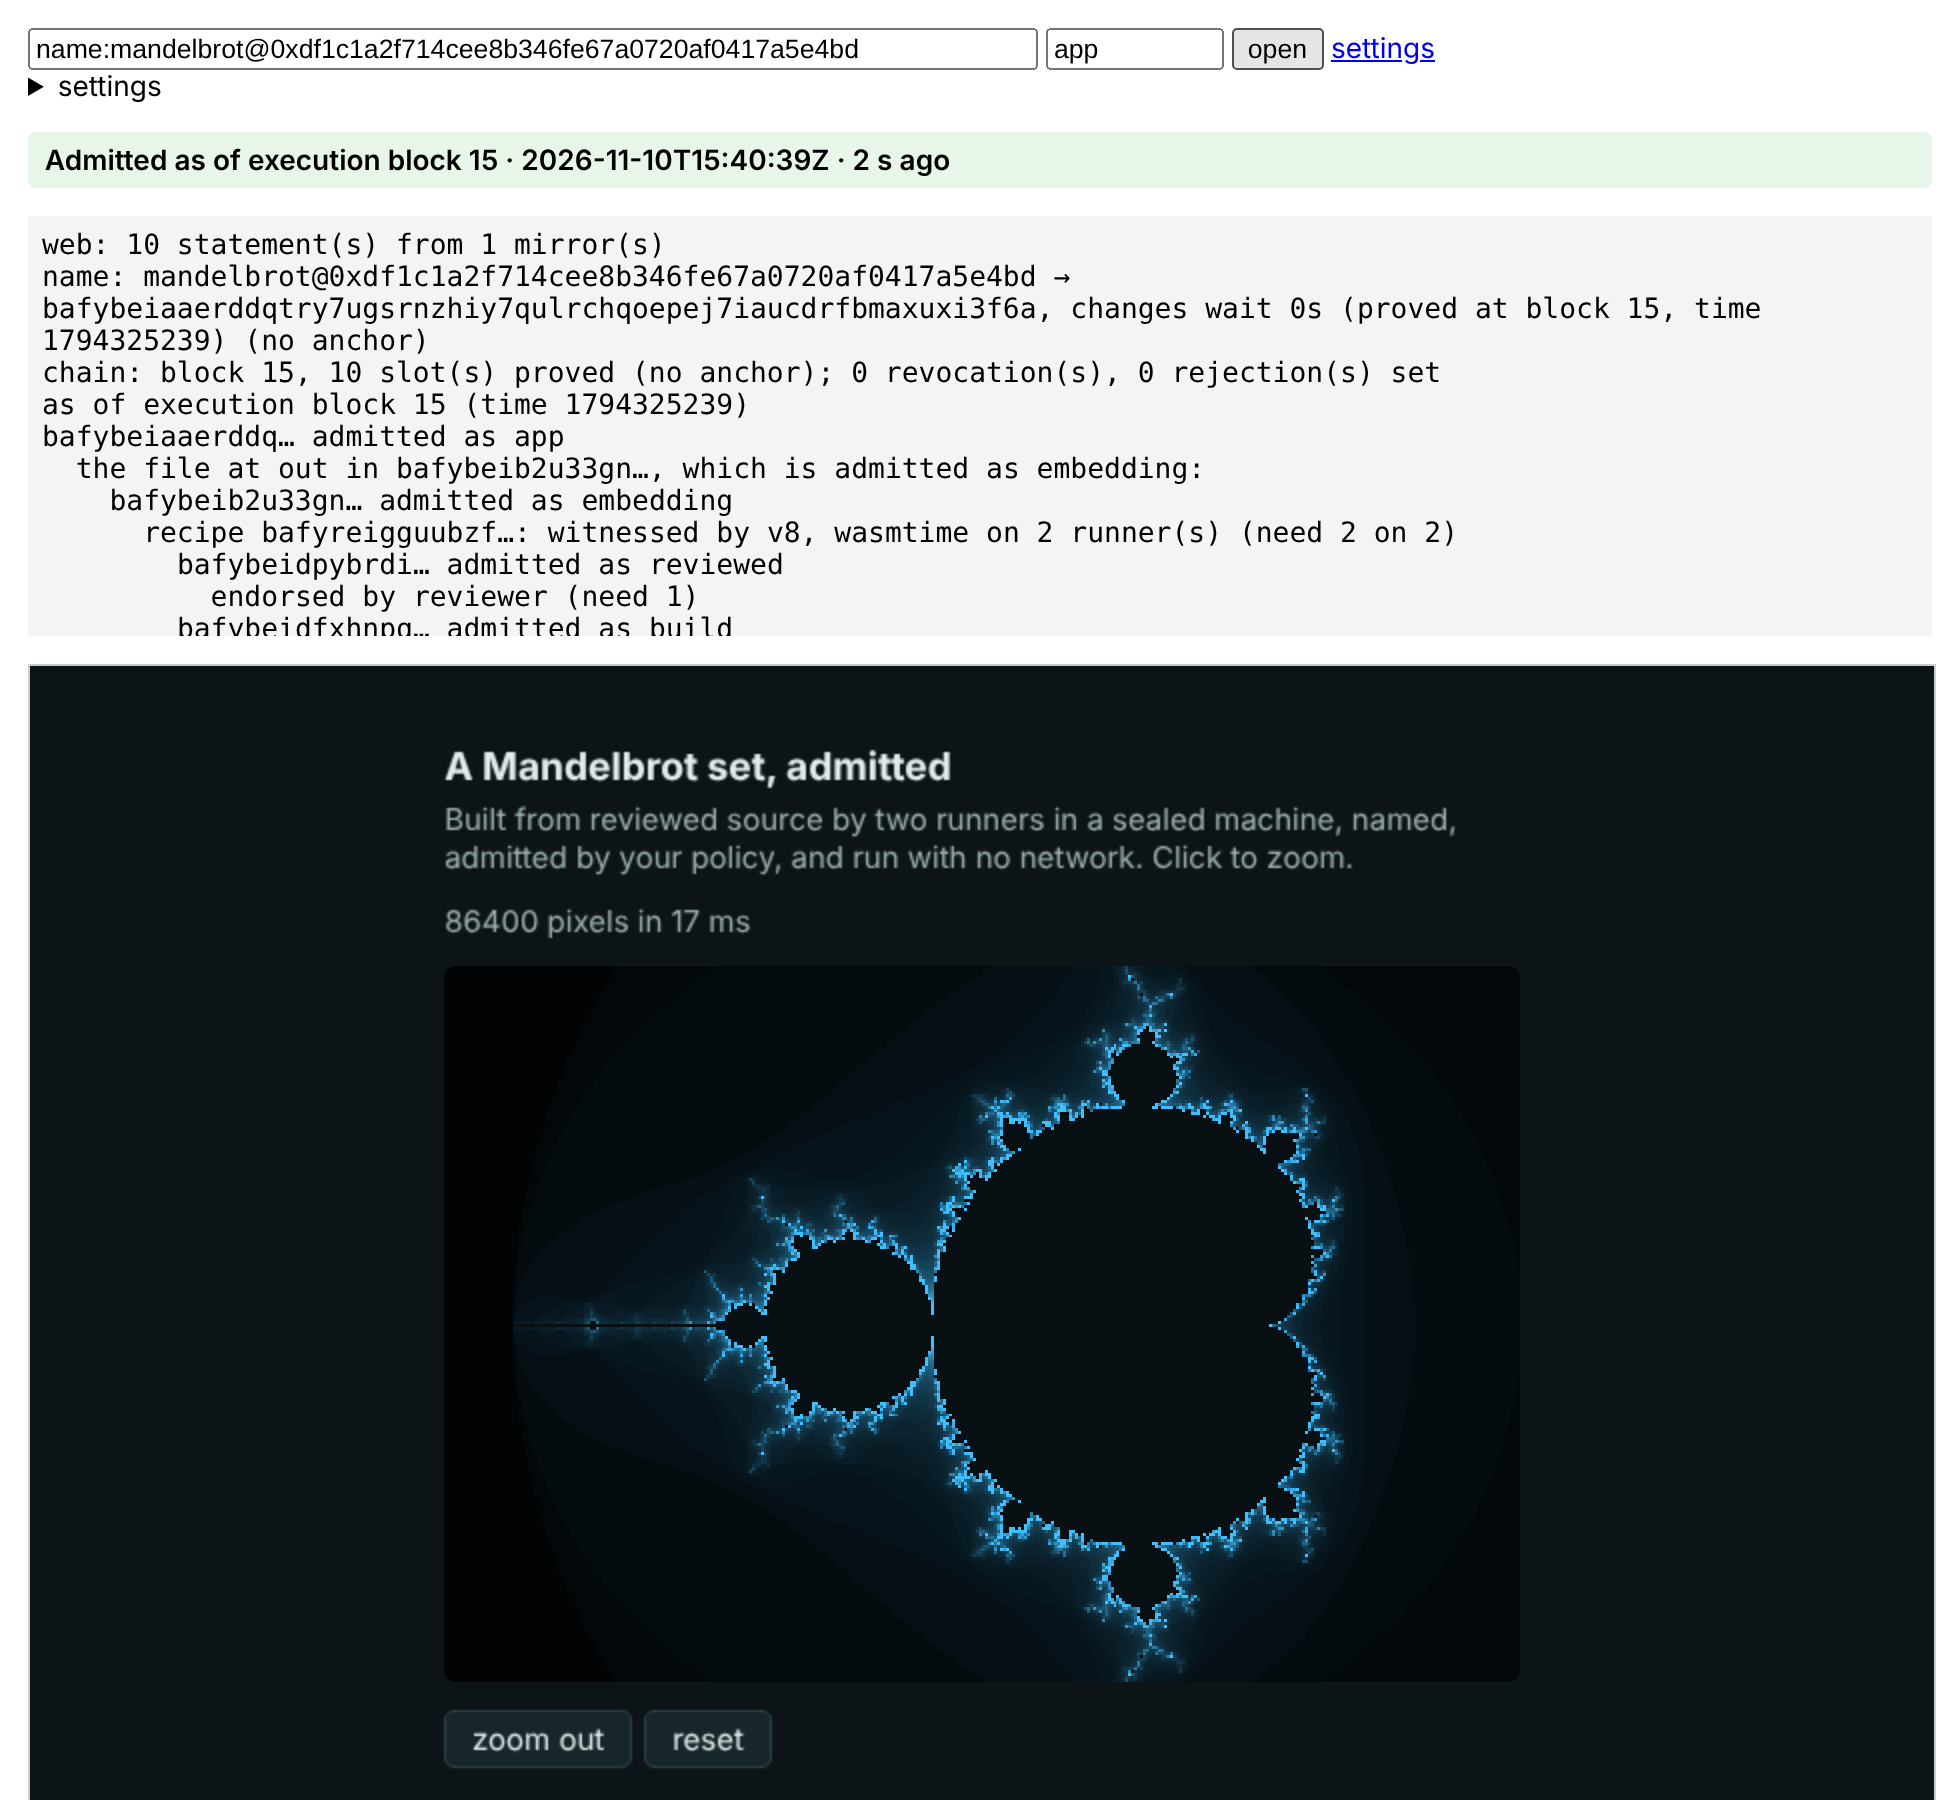 name:mandelbrot@0xdf1c1a2f714cee8b346fe67a0720af0417a5e4bd app open settings
▶ settings
Admitted as of execution block 15 · 2026-11-10T15:40:39Z · 2 s ago
web: 10 statement(s) from 1 mirror(s)
name: mandelbrot@0xdf1c1a2f714cee8b346fe67a0720af0417a5e4bd →
bafybeiaaerddqtry7ugsrnzhiy7qulrchqoepej7iaucdrfbmaxuxi3f6a, changes wait 0s (proved at block 15, time
1794325239) (no anchor)
chain: block 15, 10 slot(s) proved (no anchor); 0 revocation(s), 0 rejection(s) set
as of execution block 15 (time 1794325239)
bafybeiaaerddq… admitted as app
the file at out in bafybeib2u33gn…, which is admitted as embedding:
bafybeib2u33gn… admitted as embedding
recipe bafyreigguubzf…: witnessed by v8, wasmtime on 2 runner(s) (need 2 on 2)
bafybeidpybrdi… admitted as reviewed
endorsed by reviewer (need 1)
bafybeidfxhnpg… admitted as build
A Mandelbrot set, admitted
Built from reviewed source by two runners in a sealed machine, named,
admitted by your policy, and run with no network. Click to zoom.
86400 pixels in 17 ms
zoom out reset